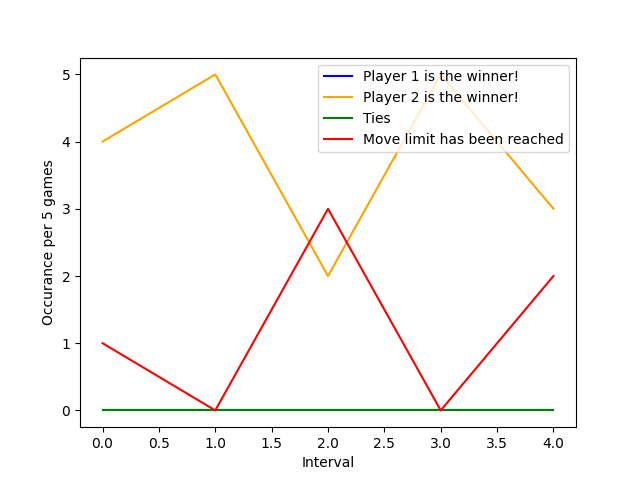 Player 1 is the winner!
Player 2 is the winner!
Ties
Move limit has been reached
5
4
3
2
1
0
Occurance per 5 games
0.0 0.5 1.0 1.5 2.0 2.5 3.0 3.5 4.0
Interval